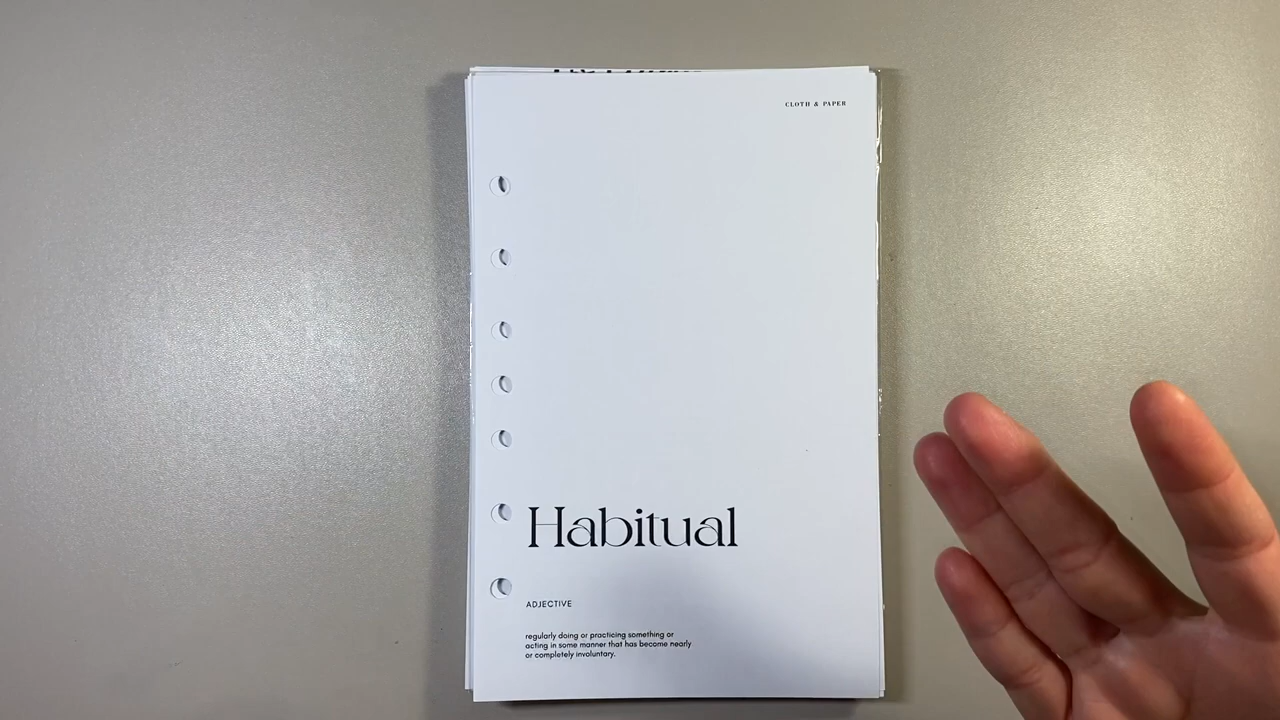 CLOTH & PAPER
Habitual
ADJECTIVE
regularly doing or practicing something or
acting in some manner that has become nearly
or completely involuntary.